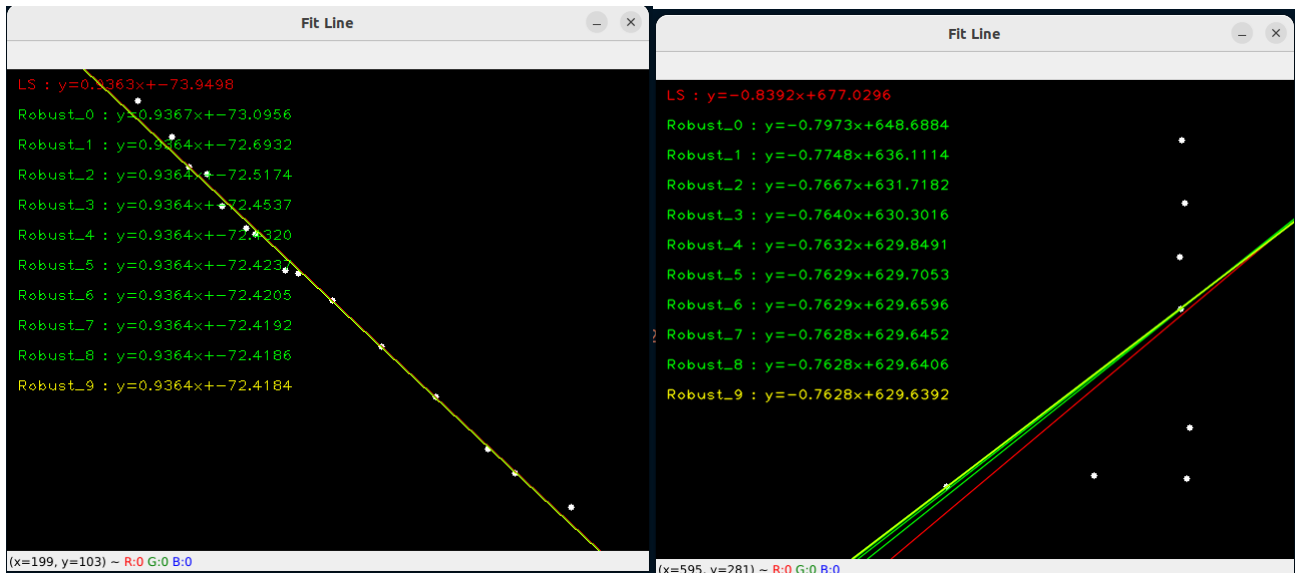 Fit Line
LS : y=0.9363x+-73.9498
Robust_0 : y=0.9367x+-73.0956
Robust_1 : y=0.9364x+-72.6932
Robust_2 : y=0.9364x+-72.5174
Robust_3 : y=0.9364x+-72.4537
Robust_4 : y=0.9364x+-72.4320
Robust_5 : y=0.9364x+-72.4237
Robust_6 : y=0.9364x+-72.4205
Robust_7 : y=0.9364x+-72.4192
Robust_8 : y=0.9364x+-72.4186
Robust_9 : y=0.9364x+-72.4184
(x=199, y=103) ~ R:0 G:0 B:0
Fit Line
LS : y=-0.8392x+677.0296
Robust_0 : y=-0.7973x+648.6884
Robust_1 : y=-0.7748x+636.1114
Robust_2 : y=-0.7667x+631.7182
Robust_3 : y=-0.7640x+630.3016
Robust_4 : y=-0.7632x+629.8491
Robust_5 : y=-0.7629x+629.7053
Robust_6 : y=-0.7629x+629.6596
Robust_7 : y=-0.7628x+629.6452
Robust_8 : y=-0.7628x+629.6406
Robust_9 : y=-0.7628x+629.6392
(x=595, y=281) ~ R:0 G:0 B:0